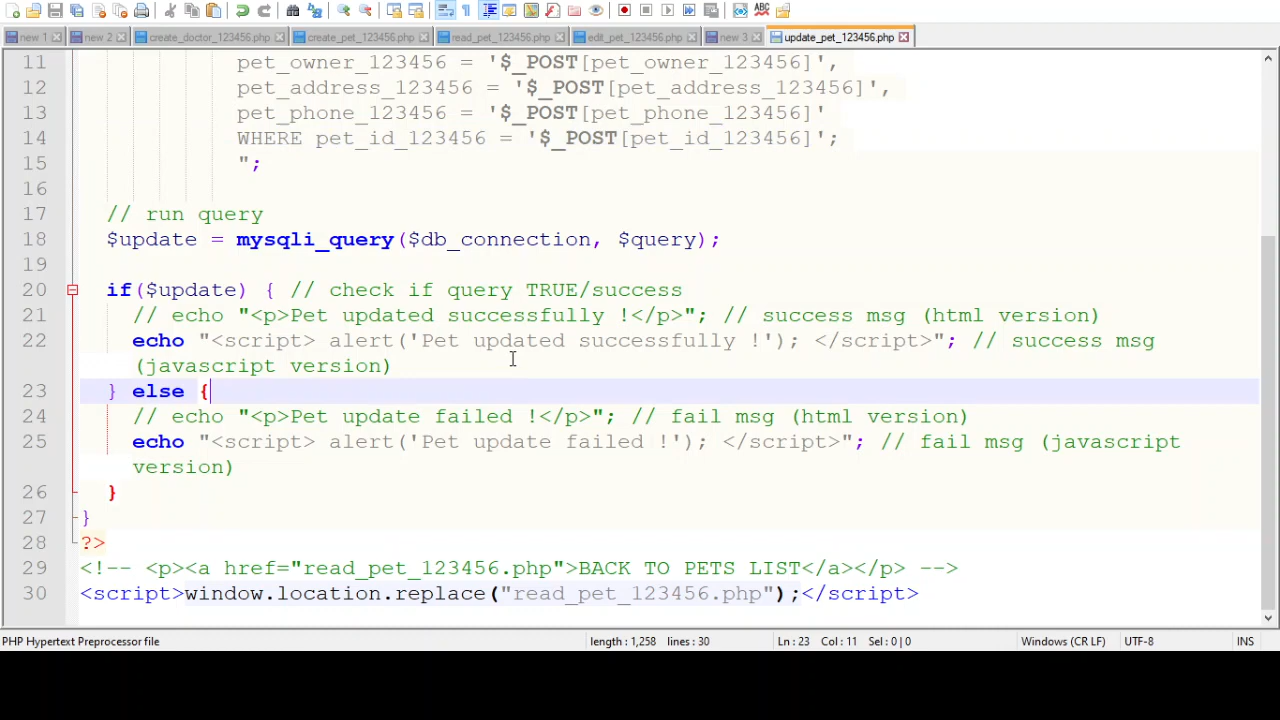 new 1 new 2 create_doctor_123456.php create_pet_123456.php read_pet_123456.php edit_pet_123456.php new 3 update_pet_123456.php
11 pet_owner_123456 = '$_POST[pet_owner_123456]',
12 pet_address_123456 = '$_POST[pet_address_123456]',
13 pet_phone_123456 = '$_POST[pet_phone_123456]'
14 WHERE pet_id_123456 = '$_POST[pet_id_123456]';
15 ";
16
17 // run query
18 $update = mysqli_query($db_connection, $query);
19
20 if($update) { // check if query TRUE/success
21 // echo "<p>Pet updated successfully !</p>"; // success msg (html version)
22 echo "<script> alert('Pet updated successfully !'); </script>"; // success msg
(javascript version)
23 } else {
24 // echo "<p>Pet update failed !</p>"; // fail msg (html version)
25 echo "<script> alert('Pet update failed !'); </script>"; // fail msg (javascript
version)
26 }
27 }
28 ?>
29 <!-- <p><a href="read_pet_123456.php">BACK TO PETS LIST</a></p> -->
30 <script>window.location.replace("read_pet_123456.php");</script>
PHP Hypertext Preprocessor file length : 1,258 lines : 30 Ln : 23 Col : 11 Sel : 0 | 0 Windows (CR LF) UTF-8 INS